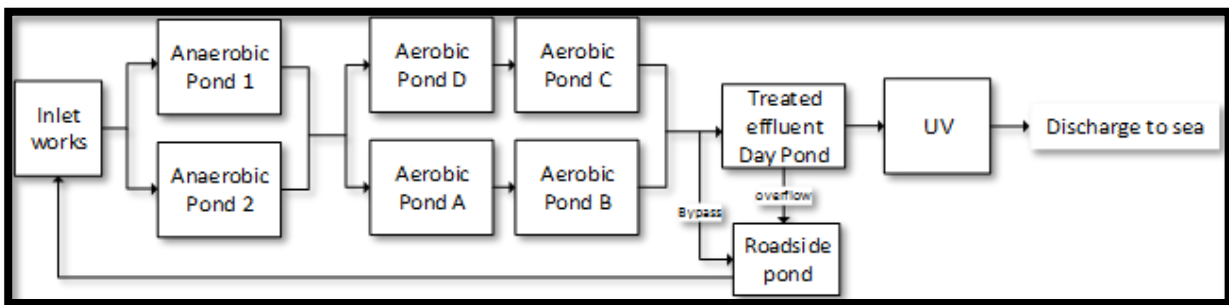 Inlet
works
Anaerobic
Pond 1
Anaerobic
Pond 2
Aerobic
Pond D
Aerobic
Pond C
Aerobic
Pond A
Aerobic
Pond B
Treated
effluent
Day Pond
UV
Discharge to sea
Bypass
overflow
Roadside
pond